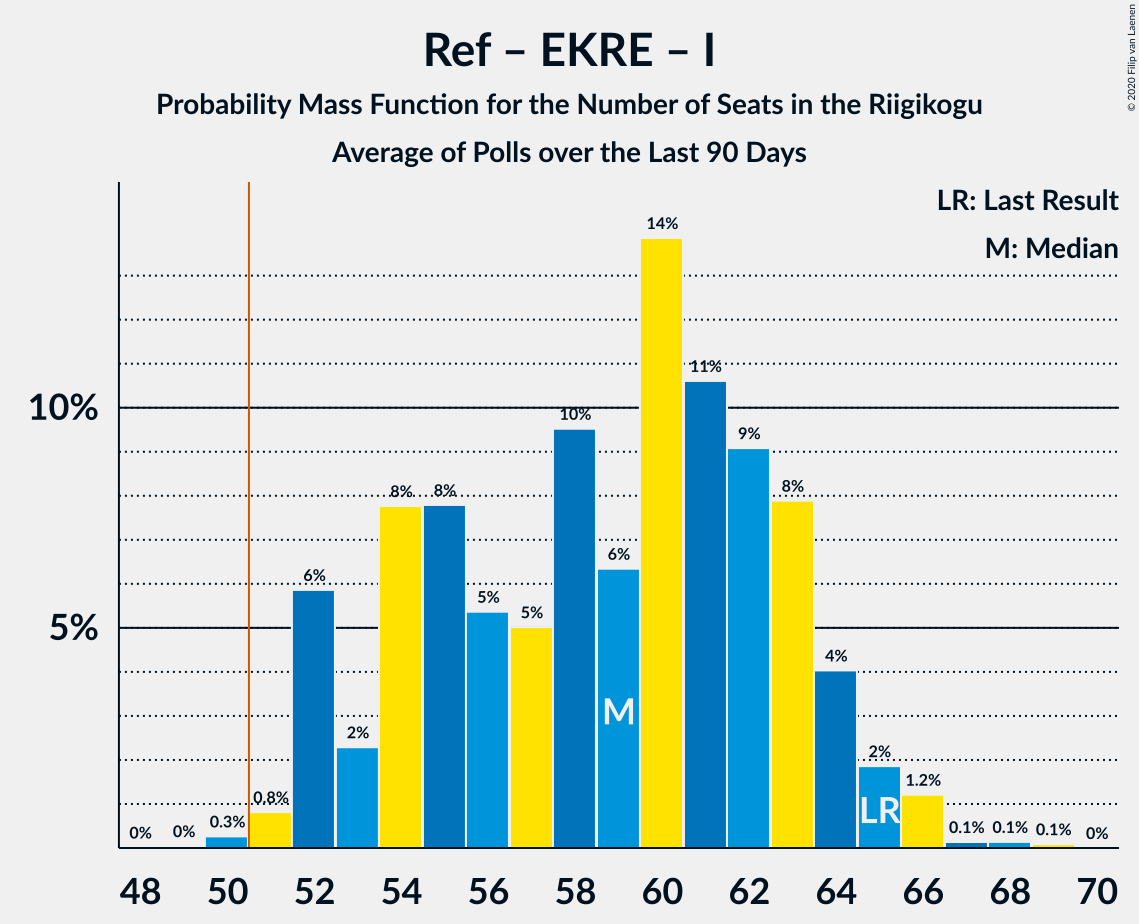 Ref – EKRE – I
Probability Mass Function for the Number of Seats in the Riigikogu
Average of Polls over the Last 90 Days
© 2020 Filip van Laenen
LR: Last Result
M: Median
10%
5%
0% 0% 0.3% 0.8% 6% 2% 8% 8% 5% 5% 10% 6% 14% 11% 9% 8% 4% 2% 1.2% 0.1% 0.1% 0.1% 0%
M
LR
48 50 52 54 56 58 60 62 64 66 68 70